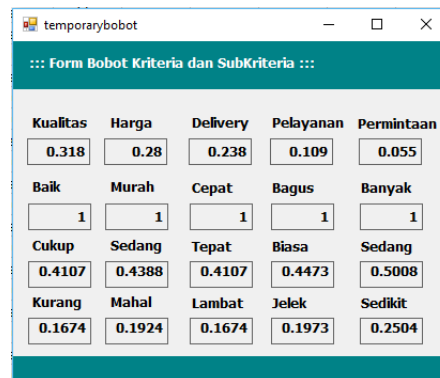 temporarybobot
::: Form Bobot Kriteria dan SubKriteria :::
Kualitas Harga Delivery Pelayanan Permintaan
0.318 0.28 0.238 0.109 0.055
Baik Murah Cepat Bagus Banyak
1 1 1 1 1
Cukup Sedang Tepat Biasa Sedang
0.4107 0.4388 0.4107 0.4473 0.5008
Kurang Mahal Lambat Jelek Sedikit
0.1674 0.1924 0.1674 0.1973 0.2504